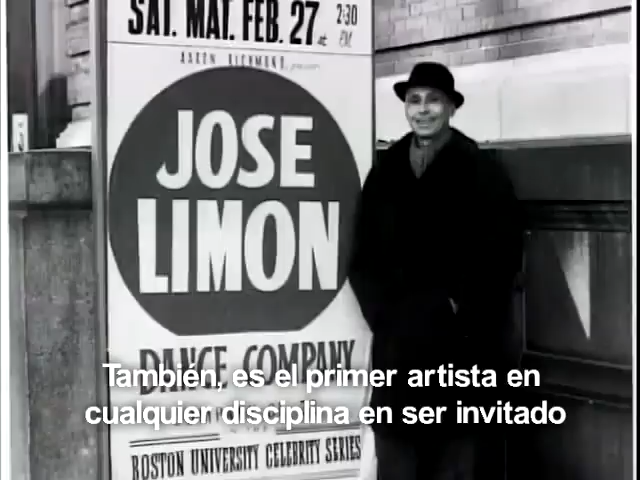 SAT. MAT. FEB. 27 at 2:30 P.M.
AARON RICHMOND presents
JOSE
LIMON
DANCE COMPANY
También, es el primer artista en
cualquier disciplina en ser invitado
BOSTON UNIVERSITY CELEBRITY SERIES